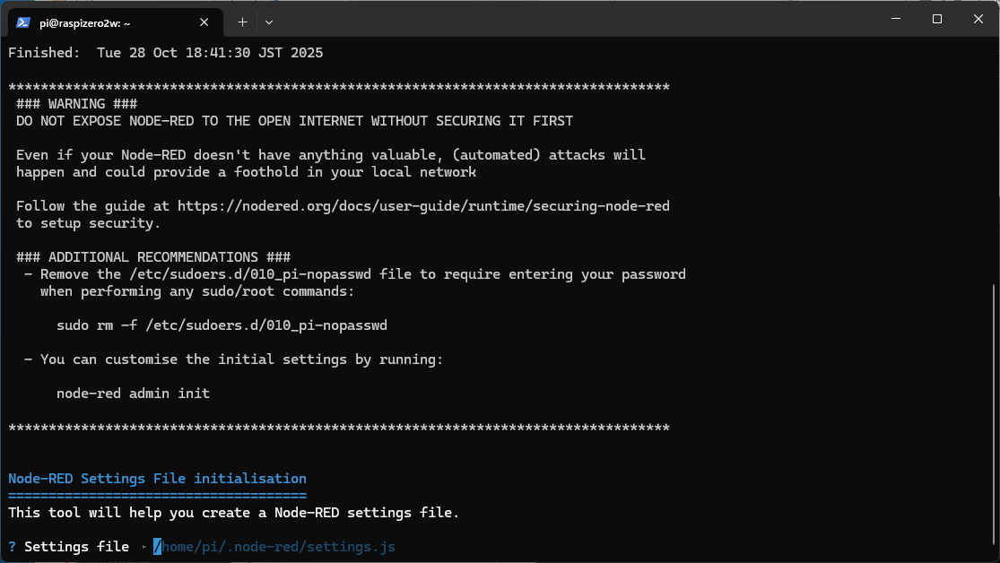 pi@raspizero2w: ~
Finished:  Tue 28 Oct 18:41:30 JST 2025
**********************************************************************************
### WARNING ###
DO NOT EXPOSE NODE-RED TO THE OPEN INTERNET WITHOUT SECURING IT FIRST
Even if your Node-RED doesn't have anything valuable, (automated) attacks will
happen and could provide a foothold in your local network
Follow the guide at https://nodered.org/docs/user-guide/runtime/securing-node-red
to setup security.
### ADDITIONAL RECOMMENDATIONS ###
- Remove the /etc/sudoers.d/010_pi-nopasswd file to require entering your password
when performing any sudo/root commands:
sudo rm -f /etc/sudoers.d/010_pi-nopasswd
- You can customise the initial settings by running:
node-red admin init
**********************************************************************************
Node-RED Settings File initialisation
=====================================
This tool will help you create a Node-RED settings file.
? Settings file ‣ /home/pi/.node-red/settings.js